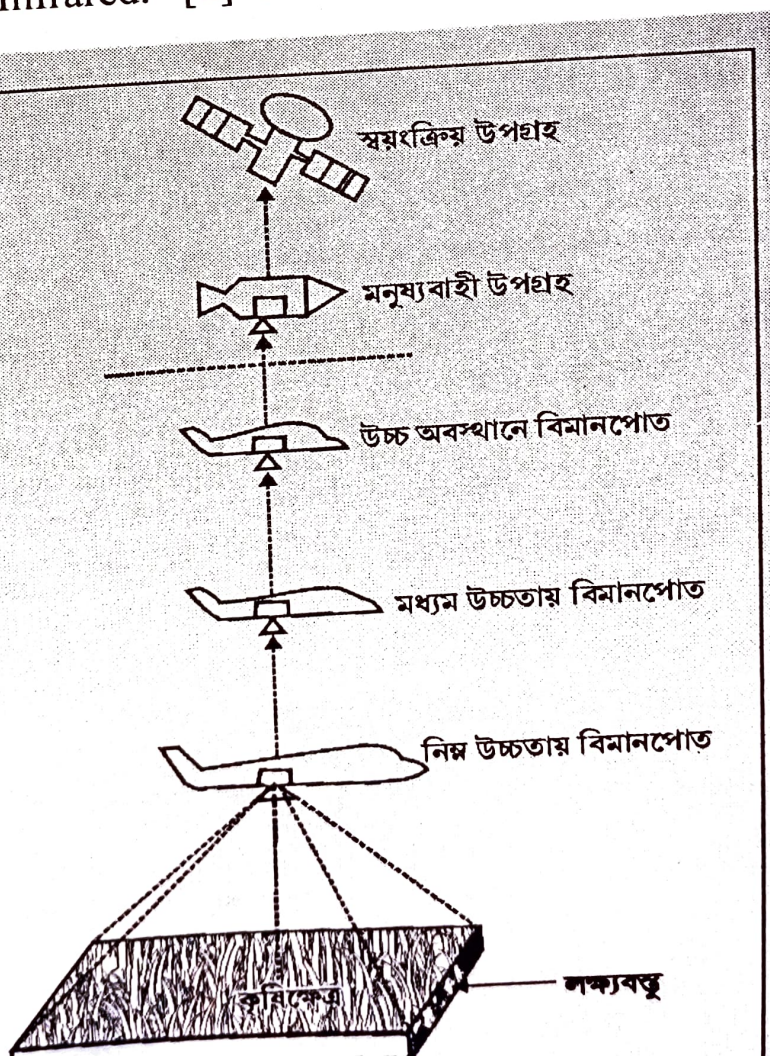 স্বয়ংক্রিয় উপগ্রহ
মনুষ্যবাহী উপগ্রহ
উচ্চ অবস্থানে বিমানপোত
মধ্যম উচ্চতায় বিমানপোত
নিম্ন উচ্চতায় বিমানপোত
কৃষিক্ষেত্র
লক্ষ্যবস্তু